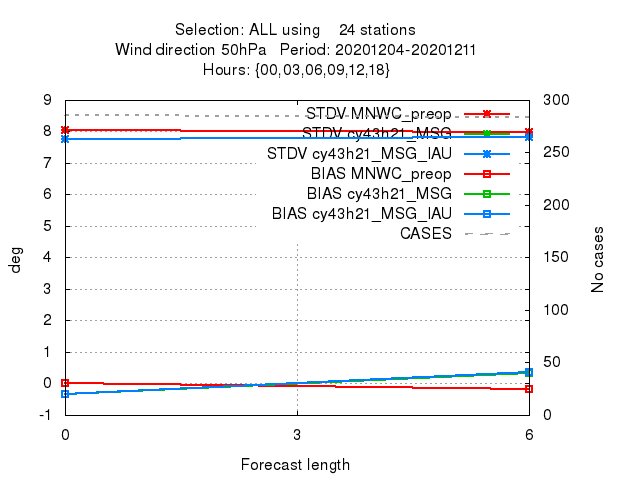 Selection: ALL using 24 stations
Wind direction 50hPa Period: 20201204-20201211
Hours: {00,03,06,09,12,18}
9
8
7
6
5
4
3
2
1
0
-1
deg
300
250
200
150
100
50
0
No cases
STDV MNWC_preop
STDV cy43h21_MSG
STDV cy43h21_MSG_IAU
BIAS MNWC_preop
BIAS cy43h21_MSG
BIAS cy43h21_MSG_IAU
CASES
0 3 6
Forecast length